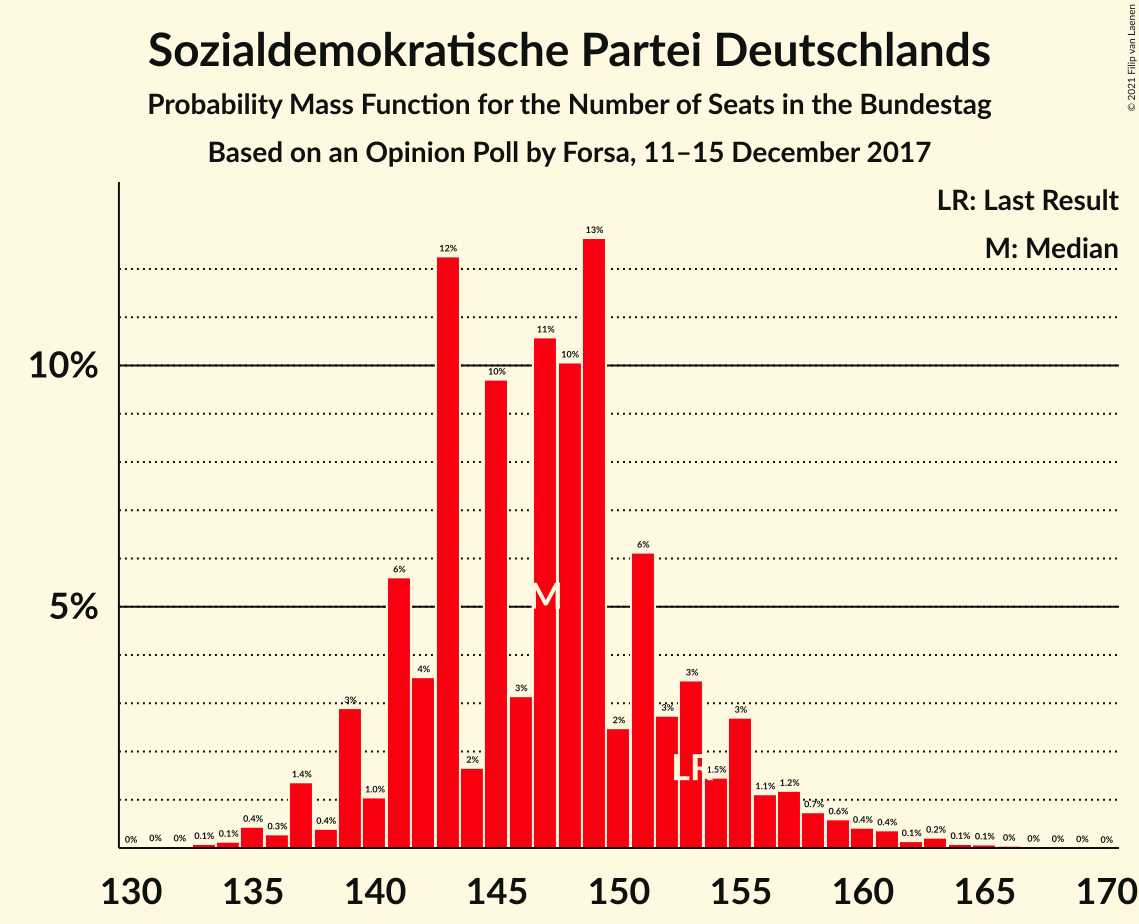 Sozialdemokratische Partei Deutschlands
Probability Mass Function for the Number of Seats in the Bundestag
Based on an Opinion Poll by Forsa, 11–15 December 2017
© 2021 Filip van Laenen
LR: Last Result
M: Median
10%
5%
0% 0% 0% 0.1% 0.1% 0.4% 0.3% 1.4% 0.4% 3% 1.0% 6% 4% 12% 2% 10% 3% 11% 10% 13% 2% 6% 3% 3% 1.5% 3% 1.1% 1.2% 0.7% 0.6% 0.4% 0.4% 0.1% 0.2% 0.1% 0.1% 0% 0% 0% 0% 0%
M
LR
130 135 140 145 150 155 160 165 170